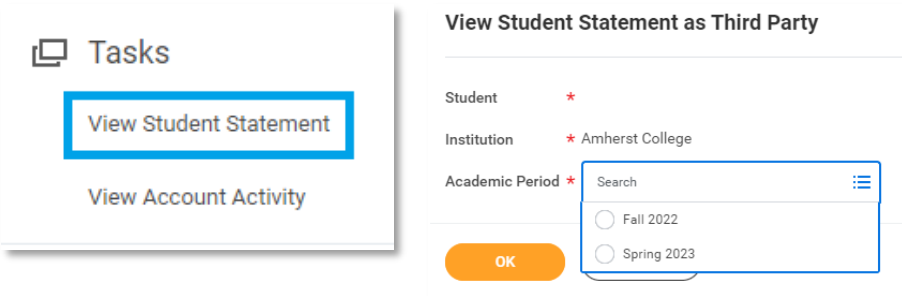 Tasks
View Student Statement
View Account Activity
View Student Statement as Third Party
Student *
Institution * Amherst College
Academic Period * Search
Fall 2022
Spring 2023
OK